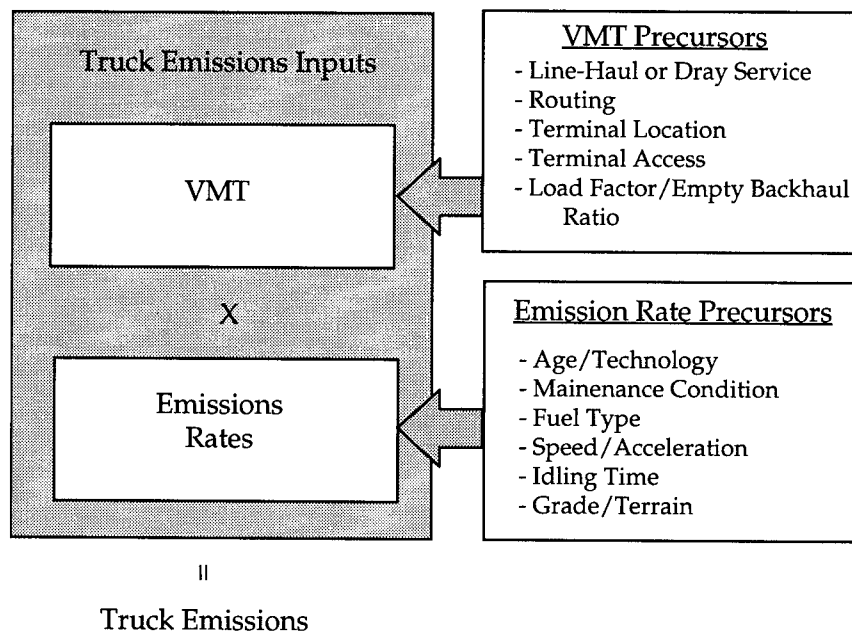 Truck Emissions Inputs
VMT
X
Emissions
Rates
=
Truck Emissions
VMT Precursors
- Line-Haul or Dray Service
- Routing
- Terminal Location
- Terminal Access
- Load Factor/Empty Backhaul
Ratio
Emission Rate Precursors
- Age/Technology
- Mainenance Condition
- Fuel Type
- Speed/Acceleration
- Idling Time
- Grade/Terrain